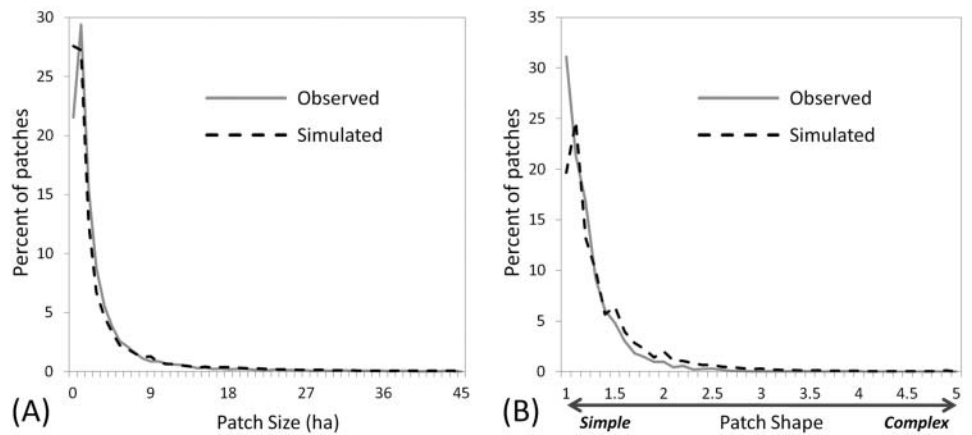 30
25
20
15
10
5
0
Percent of patches
Observed
Simulated
0 9 18 27 36 45
Patch Size (ha)
(A)
35
30
25
20
15
10
5
0
Percent of patches
Observed
Simulated
1 1.5 2 2.5 3 3.5 4 4.5 5
Simple Patch Shape Complex
(B)